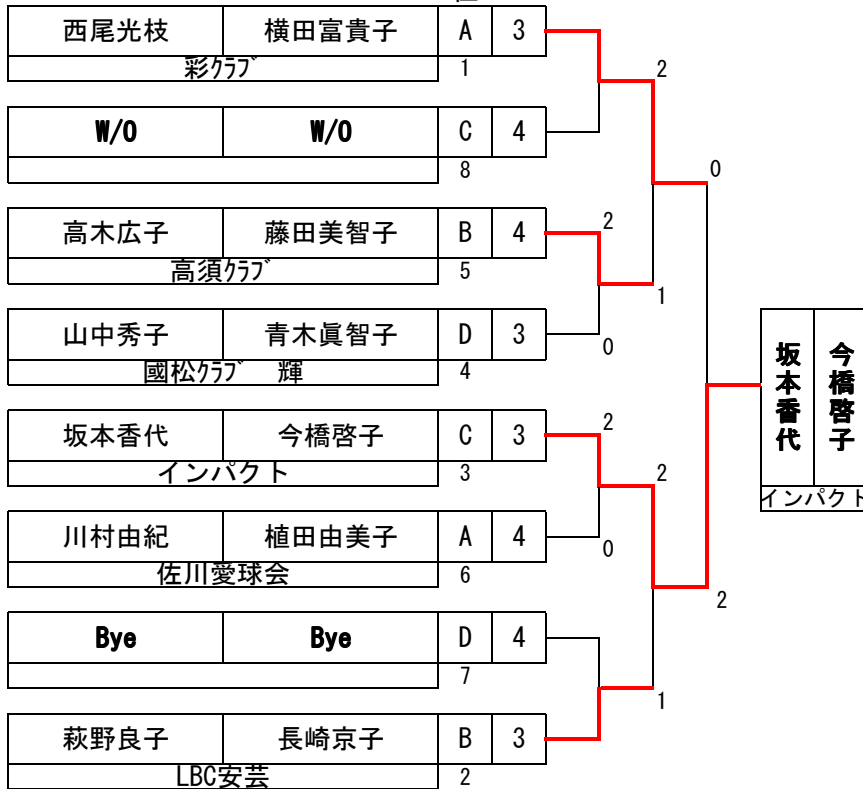 西尾光枝 横田富貴子 A 3
彩ｸﾗﾌﾞ 1
2
W/O W/O C 4
8
0
高木広子 藤田美智子 B 4
2
高須ｸﾗﾌﾞ 5
1
山中秀子 青木眞智子 D 3
0
國松ｸﾗﾌﾞ 輝 4
坂本香代 今橋啓子
インパクト
坂本香代 今橋啓子 C 3
2
インパクト 3
2
川村由紀 植田由美子 A 4
0
佐川愛球会 6
2
Bye Bye D 4
7
1
萩野良子 長崎京子 B 3
LBC安芸 2